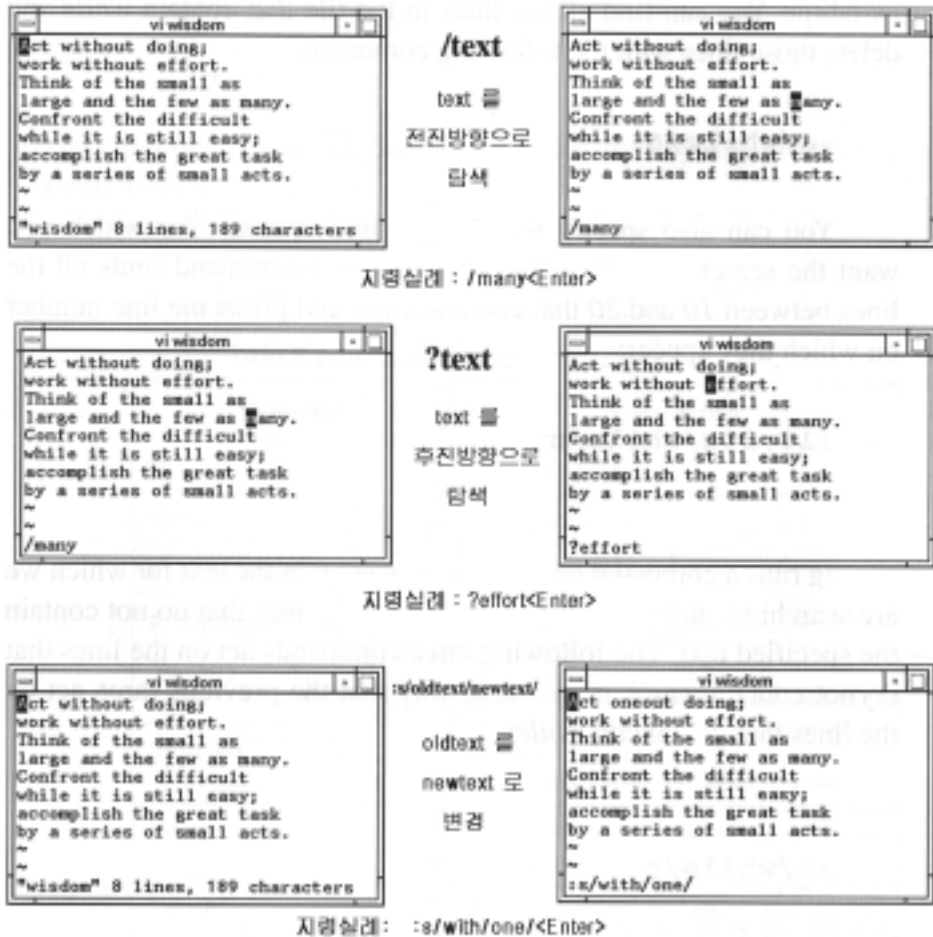 vi wisdom
Act without doing;
work without effort.
Think of the small as
large and the few as many.
Confront the difficult
while it is still easy;
accomplish the great task
by a series of small acts.
~
~
"wisdom" 8 lines, 189 characters
/text
text 를
전진방향으로
탐색
vi wisdom
Act without doing;
work without effort.
Think of the small as
large and the few as many.
Confront the difficult
while it is still easy;
accomplish the great task
by a series of small acts.
~
~
/many
지령실례 : /many<Enter>
vi wisdom
Act without doing;
work without effort.
Think of the small as
large and the few as many.
Confront the difficult
while it is still easy;
accomplish the great task
by a series of small acts.
~
~
/many
?text
text 를
후진방향으로
탐색
vi wisdom
Act without doing;
work without effort.
Think of the small as
large and the few as many.
Confront the difficult
while it is still easy;
accomplish the great task
by a series of small acts.
~
~
?effort
지령실례 : ?effort<Enter>
vi wisdom
Act without doing;
work without effort.
Think of the small as
large and the few as many.
Confront the difficult
while it is still easy;
accomplish the great task
by a series of small acts.
~
~
"wisdom" 8 lines, 189 characters
:s/oldtext/newtext/
oldtext 를
newtext 로
변경
vi wisdom
Act oneout doing;
work without effort.
Think of the small as
large and the few as many.
Confront the difficult
while it is still easy;
accomplish the great task
by a series of small acts.
~
~
:s/with/one/
지령실례: :s/with/one/<Enter>